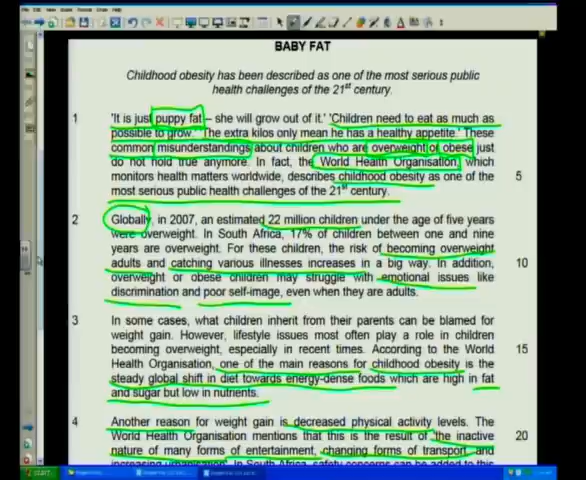 BABY FAT
Childhood obesity has been described as one of the most serious public
health challenges of the 21st century.
1 'It is just puppy fat – she will grow out of it.' 'Children need to eat as much as
possible to grow.' 'The extra kilos only mean he has a healthy appetite.' These
common misunderstandings about children who are overweight or obese just
do not hold true anymore. In fact, the World Health Organisation, which
monitors health matters worldwide, describes childhood obesity as one of the 5
most serious public health challenges of the 21st century.
2 Globally, in 2007, an estimated 22 million children under the age of five years
were overweight. In South Africa, 17% of children between one and nine
years are overweight. For these children, the risk of becoming overweight
adults and catching various illnesses increases in a big way. In addition, 10
overweight or obese children may struggle with emotional issues like
discrimination and poor self-image, even when they are adults.
3 In some cases, what children inherit from their parents can be blamed for
weight gain. However, lifestyle issues most often play a role in children
becoming overweight, especially in recent times. According to the World 15
Health Organisation, one of the main reasons for childhood obesity is the
steady global shift in diet towards energy-dense foods which are high in fat
and sugar but low in nutrients.
4 Another reason for weight gain is decreased physical activity levels. The
World Health Organisation mentions that this is the result of 'the inactive 20
nature of many forms of entertainment, changing forms of transport, and
increasing urbanisation'. In South Africa, safety concerns can be added to this